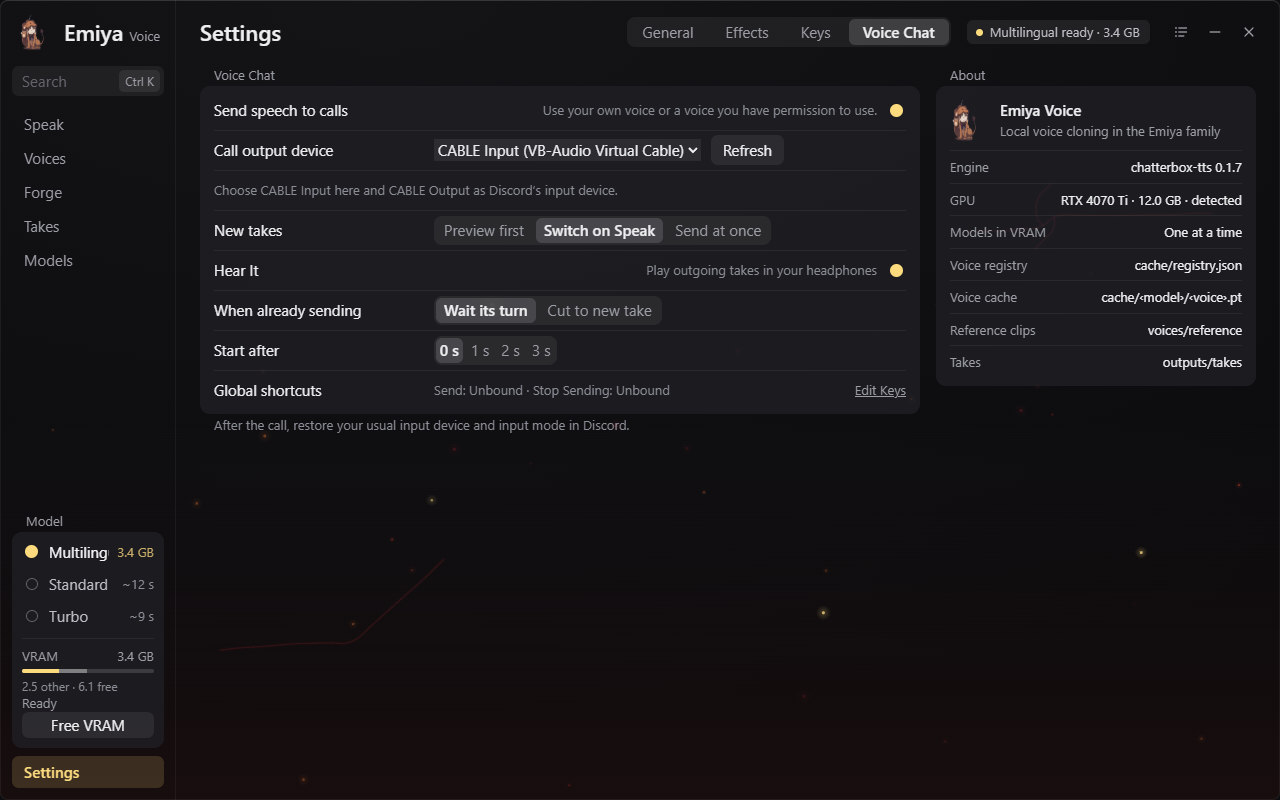 Emiya Voice
Search Ctrl K
Speak
Voices
Forge
Takes
Models
Model
Multiling 3.4 GB
Standard ~12 s
Turbo ~9 s
VRAM 3.4 GB
2.5 other · 6.1 free
Ready
Free VRAM
Settings
Settings
General Effects Keys Voice Chat
Multilingual ready · 3.4 GB
Voice Chat
Send speech to calls Use your own voice or a voice you have permission to use.
Call output device CABLE Input (VB-Audio Virtual Cable) Refresh
Choose CABLE Input here and CABLE Output as Discord's input device.
New takes Preview first Switch on Speak Send at once
Hear It Play outgoing takes in your headphones
When already sending Wait its turn Cut to new take
Start after 0 s 1 s 2 s 3 s
Global shortcuts Send: Unbound · Stop Sending: Unbound Edit Keys
After the call, restore your usual input device and input mode in Discord.
About
Emiya Voice
Local voice cloning in the Emiya family
Engine chatterbox-tts 0.1.7
GPU RTX 4070 Ti · 12.0 GB · detected
Models in VRAM One at a time
Voice registry cache/registry.json
Voice cache cache/‹model›/‹voice›.pt
Reference clips voices/reference
Takes outputs/takes